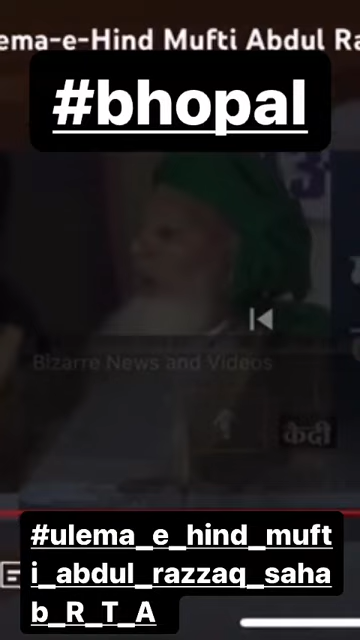 ema-e-Hind Mufti Abdul Ra
#bhopal
Bizarre News and Videos
कैदी
#ulema_e_hind_muft
i_abdul_razzaq_saha
b_R_T_A